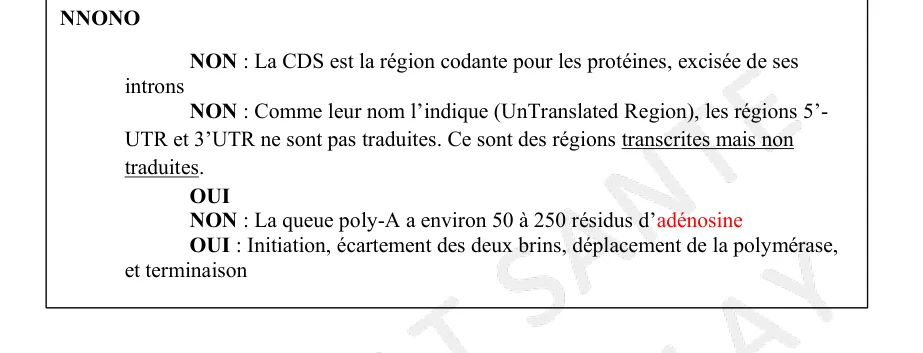 NNONO
NON : La CDS est la région codante pour les protéines, excisée de ses
introns
NON : Comme leur nom l’indique (UnTranslated Region), les régions 5’-
UTR et 3’UTR ne sont pas traduites. Ce sont des régions transcrites mais non
traduites.
OUI
NON : La queue poly-A a environ 50 à 250 résidus d’adénosine
OUI : Initiation, écartement des deux brins, déplacement de la polymérase,
et terminaison